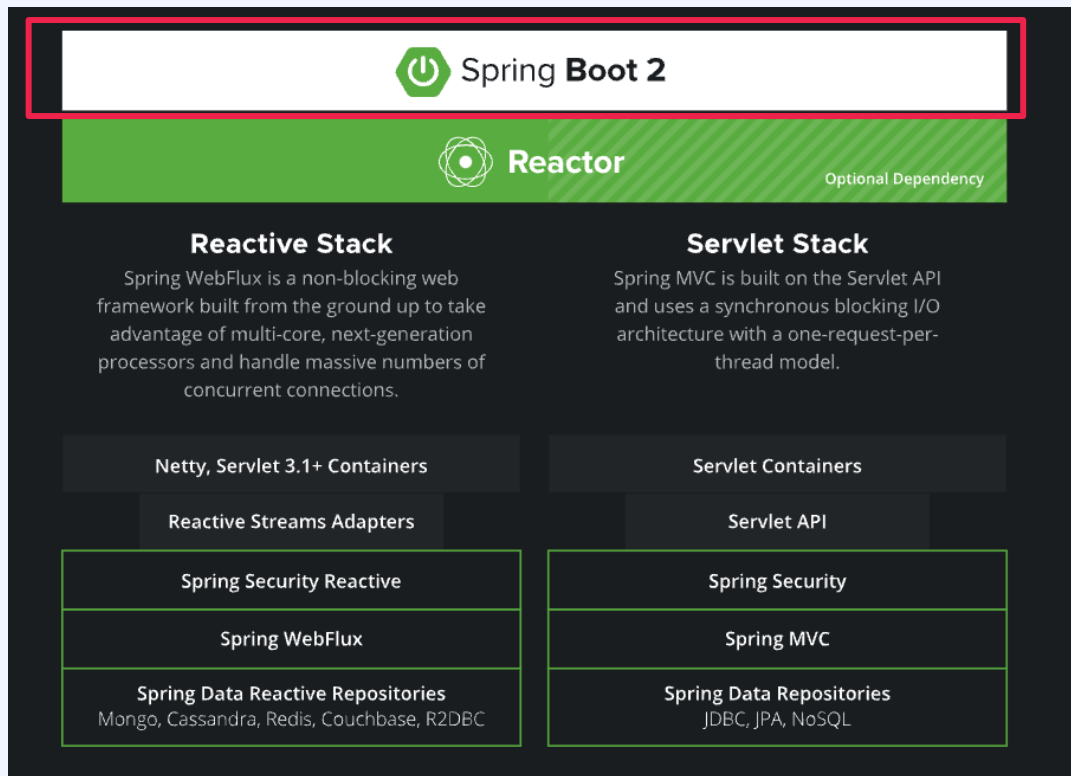 Spring Boot 2
Reactor
Optional Dependency
Reactive Stack
Spring WebFlux is a non-blocking web
framework built from the ground up to take
advantage of multi-core, next-generation
processors and handle massive numbers of
concurrent connections.
Servlet Stack
Spring MVC is built on the Servlet API
and uses a synchronous blocking I/O
architecture with a one-request-per-
thread model.
Netty, Servlet 3.1+ Containers
Servlet Containers
Reactive Streams Adapters
Servlet API
Spring Security Reactive
Spring Security
Spring WebFlux
Spring MVC
Spring Data Reactive Repositories
Mongo, Cassandra, Redis, Couchbase, R2DBC
Spring Data Repositories
JDBC, JPA, NoSQL